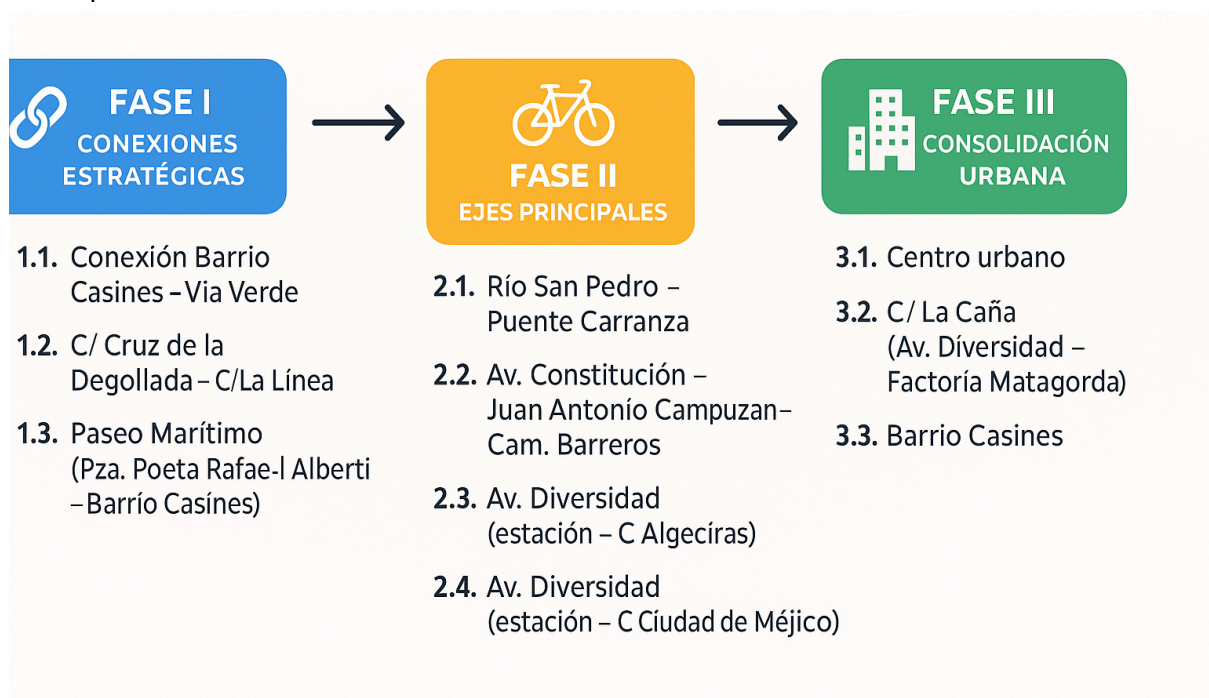 FASE I
CONEXIONES
ESTRATÉGICAS
1.1. Conexión Barrio
Casines – Via Verde
1.2. C/ Cruz de la
Degollada – C/La Línea
1.3. Paseo Marítimo
(Pza. Poeta Rafae-l Alberti
– Barrío Casínes)
FASE II
EJES PRINCIPALES
2.1. Río San Pedro –
Puente Carranza
2.2. Av. Constitución –
Juan Antonío Campuzan–
Cam. Barreros
2.3. Av. Diversidad
(estación – C Algecíras)
2.4. Av. Diversidad
(estación – C Cíudad de Méjico)
FASE III
CONSOLIDACIÓN
URBANA
3.1. Centro urbano
3.2. C/ La Caña
(Av. Díversidad –
Factoría Matagorda)
3.3. Barrio Casines